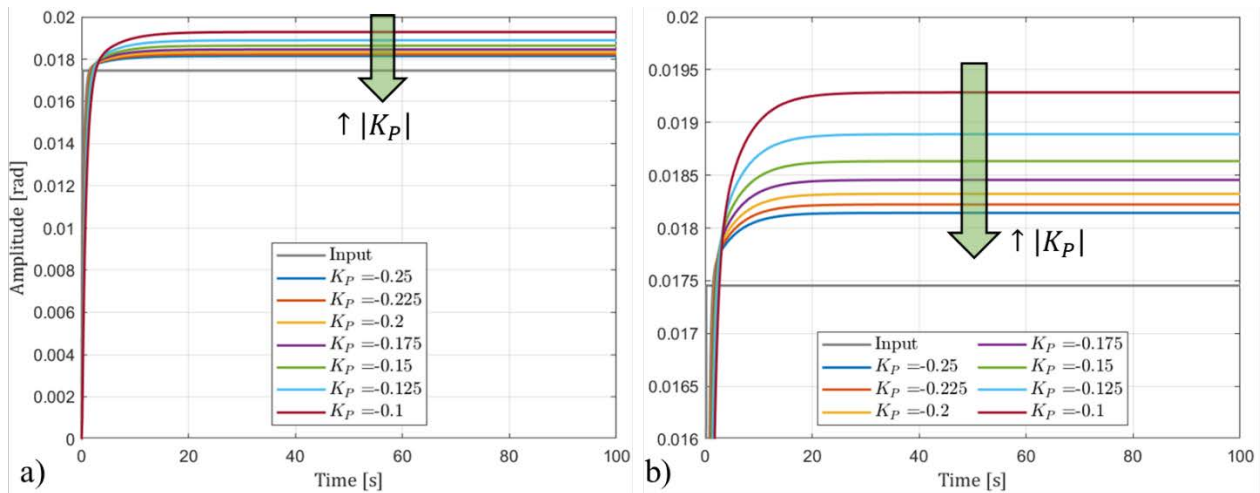 0.02
0.018
0.016
0.014
0.012
0.01
0.008
0.006
0.004
0.002
0
Amplitude [rad]
↑ |K_P|
Input
K_P =-0.25
K_P =-0.225
K_P =-0.2
K_P =-0.175
K_P =-0.15
K_P =-0.125
K_P =-0.1
0 20 40 60 80 100
Time [s]
a)
0.02
0.0195
0.019
0.0185
0.018
0.0175
0.017
0.0165
0.016
↑ |K_P|
Input K_P =-0.175
K_P =-0.25 K_P =-0.15
K_P =-0.225 K_P =-0.125
K_P =-0.2 K_P =-0.1
0 20 40 60 80 100
Time [s]
b)